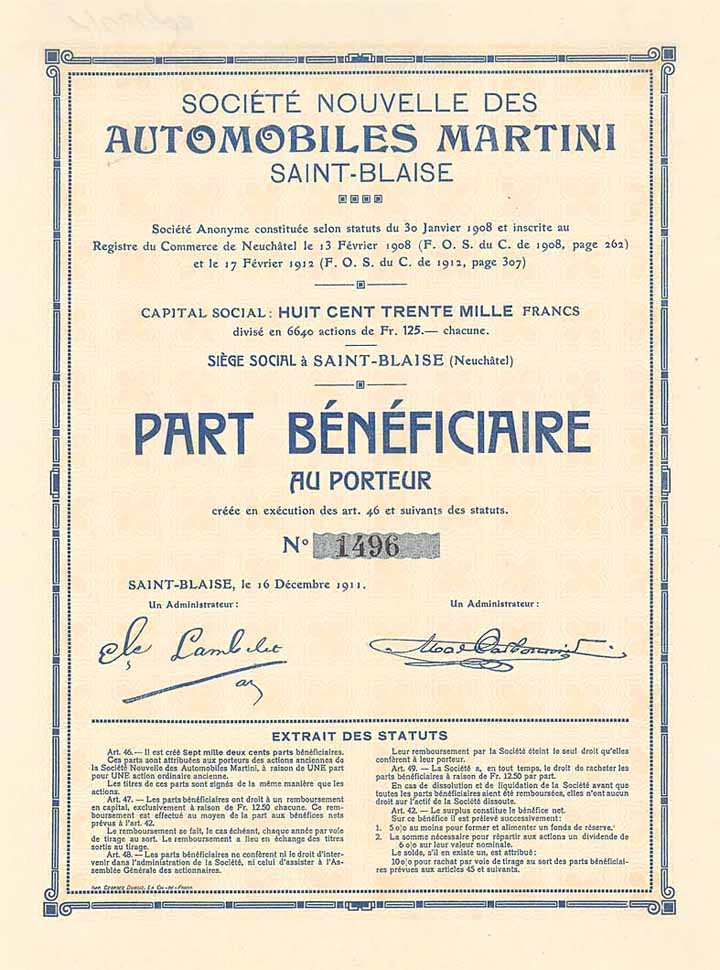 SOCIÉTÉ NOUVELLE DES
AUTOMOBILES MARTINI
SAINT-BLAISE
Société Anonyme constituée selon statuts du 30 Janvier 1908 et inscrite au
Registre du Commerce de Neuchâtel le 13 Février 1908 (F. O. S. du C. de 1908, page 262)
et le 17 Février 1912 (F. O. S. du C. de 1912, page 307)
CAPITAL SOCIAL: HUIT CENT TRENTE MILLE FRANCS
divisé en 6640 actions de Fr. 125.— chacune.
SIÈGE SOCIAL à SAINT-BLAISE (Neuchâtel)
PART BÉNÉFICIAIRE
AU PORTEUR
créée en exécution des art. 46 et suivants des statuts.
N° 1496
SAINT-BLAISE, le 16 Décembre 1911.
Un Administrateur:
Un Administrateur:
EXTRAIT DES STATUTS
Art. 46.— Il est créé Sept mille deux cents parts bénéficiaires.
Ces parts sont attribuées aux porteurs des actions anciennes de
la Société Nouvelle des Automobiles Martini, à raison de UNE part
pour UNE action ordinaire ancienne.
Les titres de ces parts sont signés de la même manière que les
actions.
Art. 47. — Les parts bénéficiaires ont droit à un remboursement
en capital, exclusivement à raison de Fr. 12.50 chacune. Ce rem-
boursement est effectué au moyen de la part aux bénéfices nets
prévus à l'art. 42.
Le remboursement se fait, le cas échéant, chaque année par voie
de tirage au sort. Le remboursement a lieu en échange des titres
sortis au tirage.
Art. 48. — Les parts bénéficiaires ne confèrent ni le droit d'inter-
venir dans l'administration de la Société, ni celui d'assister à l'As-
semblée Générale des actionnaires.
Leur remboursement par la Société éteint le seul droit qu'elles
confèrent à leur porteur.
Art. 49. — La Société a, en tout temps, le droit de racheter les
parts bénéficiaires à raison de Fr. 12.50 par part.
En cas de dissolution et de liquidation de la Société avant que
toutes les parts bénéficiaires aient été remboursées, elles n'ont aucun
droit sur l'actif de la Société dissoute.
Art. 42. — Le surplus constitue le bénéfice net.
Sur ce bénéfice il est prélevé successivement:
1. 5 o/o au moins pour former et alimenter un fonds de réserve.
2. La somme nécessaire pour répartir aux actions un dividende de
6 o/o sur leur valeur nominale.
Le solde, s'il en existe un, est attribué:
10 o/o pour rachat par voie de tirage au sort des parts bénéficiai-
res prévues aux articles 45 et suivants.
IMP. GEORGES DUBOIS, LA CH.-DE-FONDS